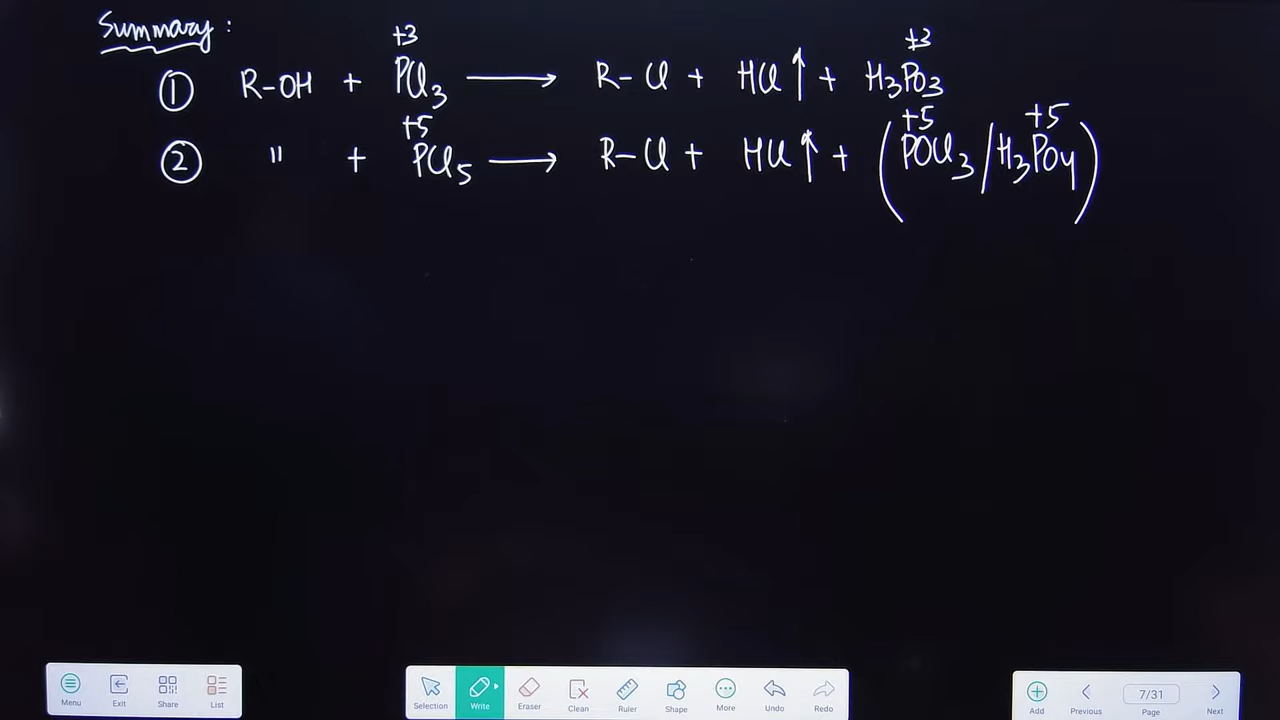 Summary :
+3 +3
① R-OH + PCl3 ⟶ R-Cl + HCl↑ + H3PO3
+5 +5 +5
② " + PCl5 ⟶ R-Cl + HCl↑ + (POCl3/H3PO4)
Menu Exit Share List
Selection Write Eraser Clean Ruler Shape More Undo Redo
Add Previous 7/31 Page Next